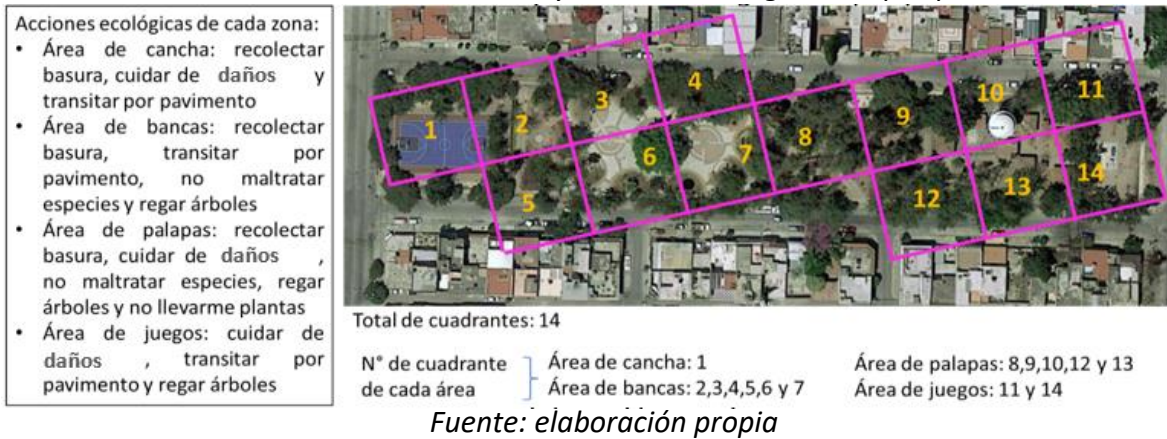 Acciones ecológicas de cada zona:
• Área de cancha: recolectar
basura, cuidar de daños y
transitar por pavimento
• Área de bancas: recolectar
basura, transitar por
pavimento, no maltratar
especies y regar árboles
• Área de palapas: recolectar
basura, cuidar de daños ,
no maltratar especies, regar
árboles y no llevarme plantas
• Área de juegos: cuidar de
daños , transitar por
pavimento y regar árboles
1
2
3
4
5
6
7
8
9
10
11
12
13
14
Total de cuadrantes: 14
N° de cuadrante
de cada área
Área de cancha: 1
Área de bancas: 2,3,4,5,6 y 7
Área de palapas: 8,9,10,12 y 13
Área de juegos: 11 y 14
Fuente: elaboración propia